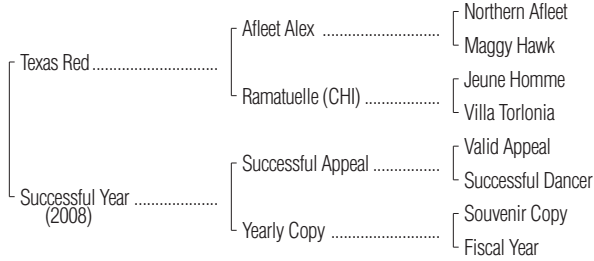 Northern Afleet
Afleet Alex ......................
Maggy Hawk
Texas Red ............................
Jeune Homme
Ramatuelle (CHI) .................
Villa Torlonia
Valid Appeal
Successful Appeal ...............
Successful Dancer
Successful Year ..................
(2008)
Souvenir Copy
Yearly Copy ........................
Fiscal Year